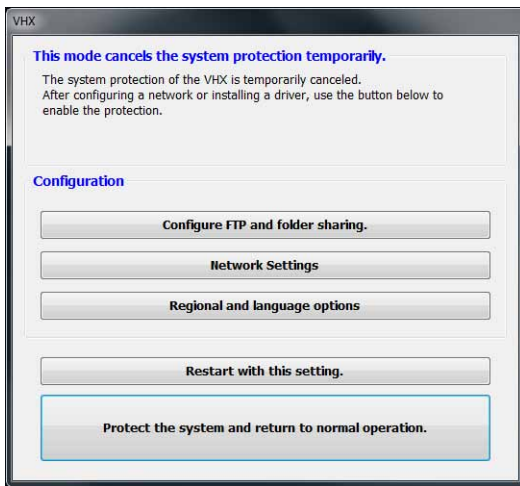 VHX
This mode cancels the system protection temporarily.
The system protection of the VHX is temporarily canceled.
After configuring a network or installing a driver, use the button below to
enable the protection.
Configuration
Configure FTP and folder sharing.
Network Settings
Regional and language options
Restart with this setting.
Protect the system and return to normal operation.